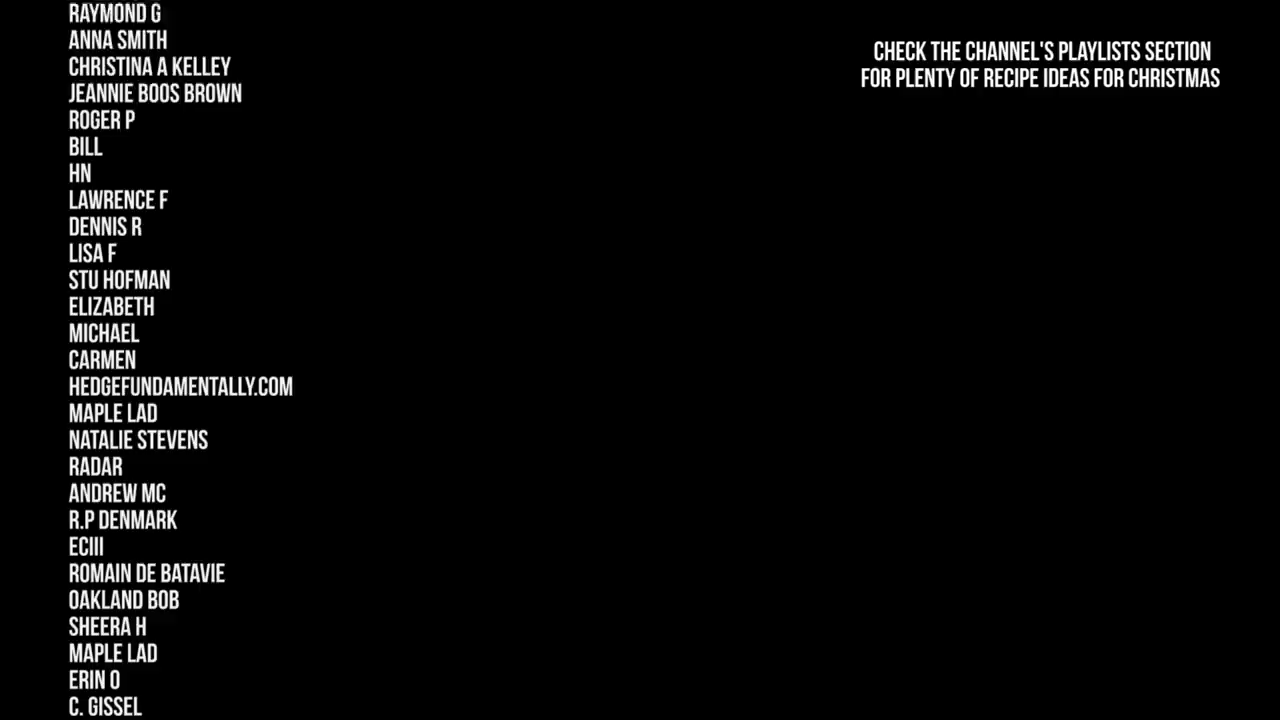 RAYMOND G
ANNA SMITH
CHRISTINA A KELLEY
JEANNIE BOOS BROWN
ROGER P
BILL
HN
LAWRENCE F
DENNIS R
LISA F
STU HOFMAN
ELIZABETH
MICHAEL
CARMEN
HEDGEFUNDAMENTALLY.COM
MAPLE LAD
NATALIE STEVENS
RADAR
ANDREW MC
R.P DENMARK
ECIII
ROMAIN DE BATAVIE
OAKLAND BOB
SHEERA H
MAPLE LAD
ERIN O
C. GISSEL
CHECK THE CHANNEL'S PLAYLISTS SECTION
FOR PLENTY OF RECIPE IDEAS FOR CHRISTMAS